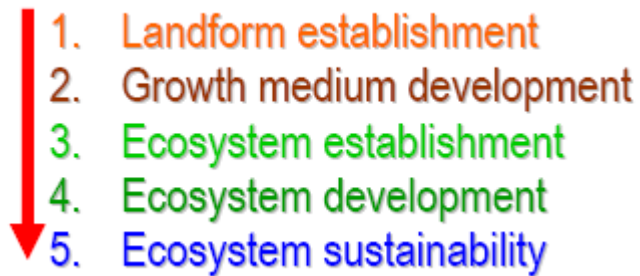 1. Landform establishment
2. Growth medium development
3. Ecosystem establishment
4. Ecosystem development
5. Ecosystem sustainability